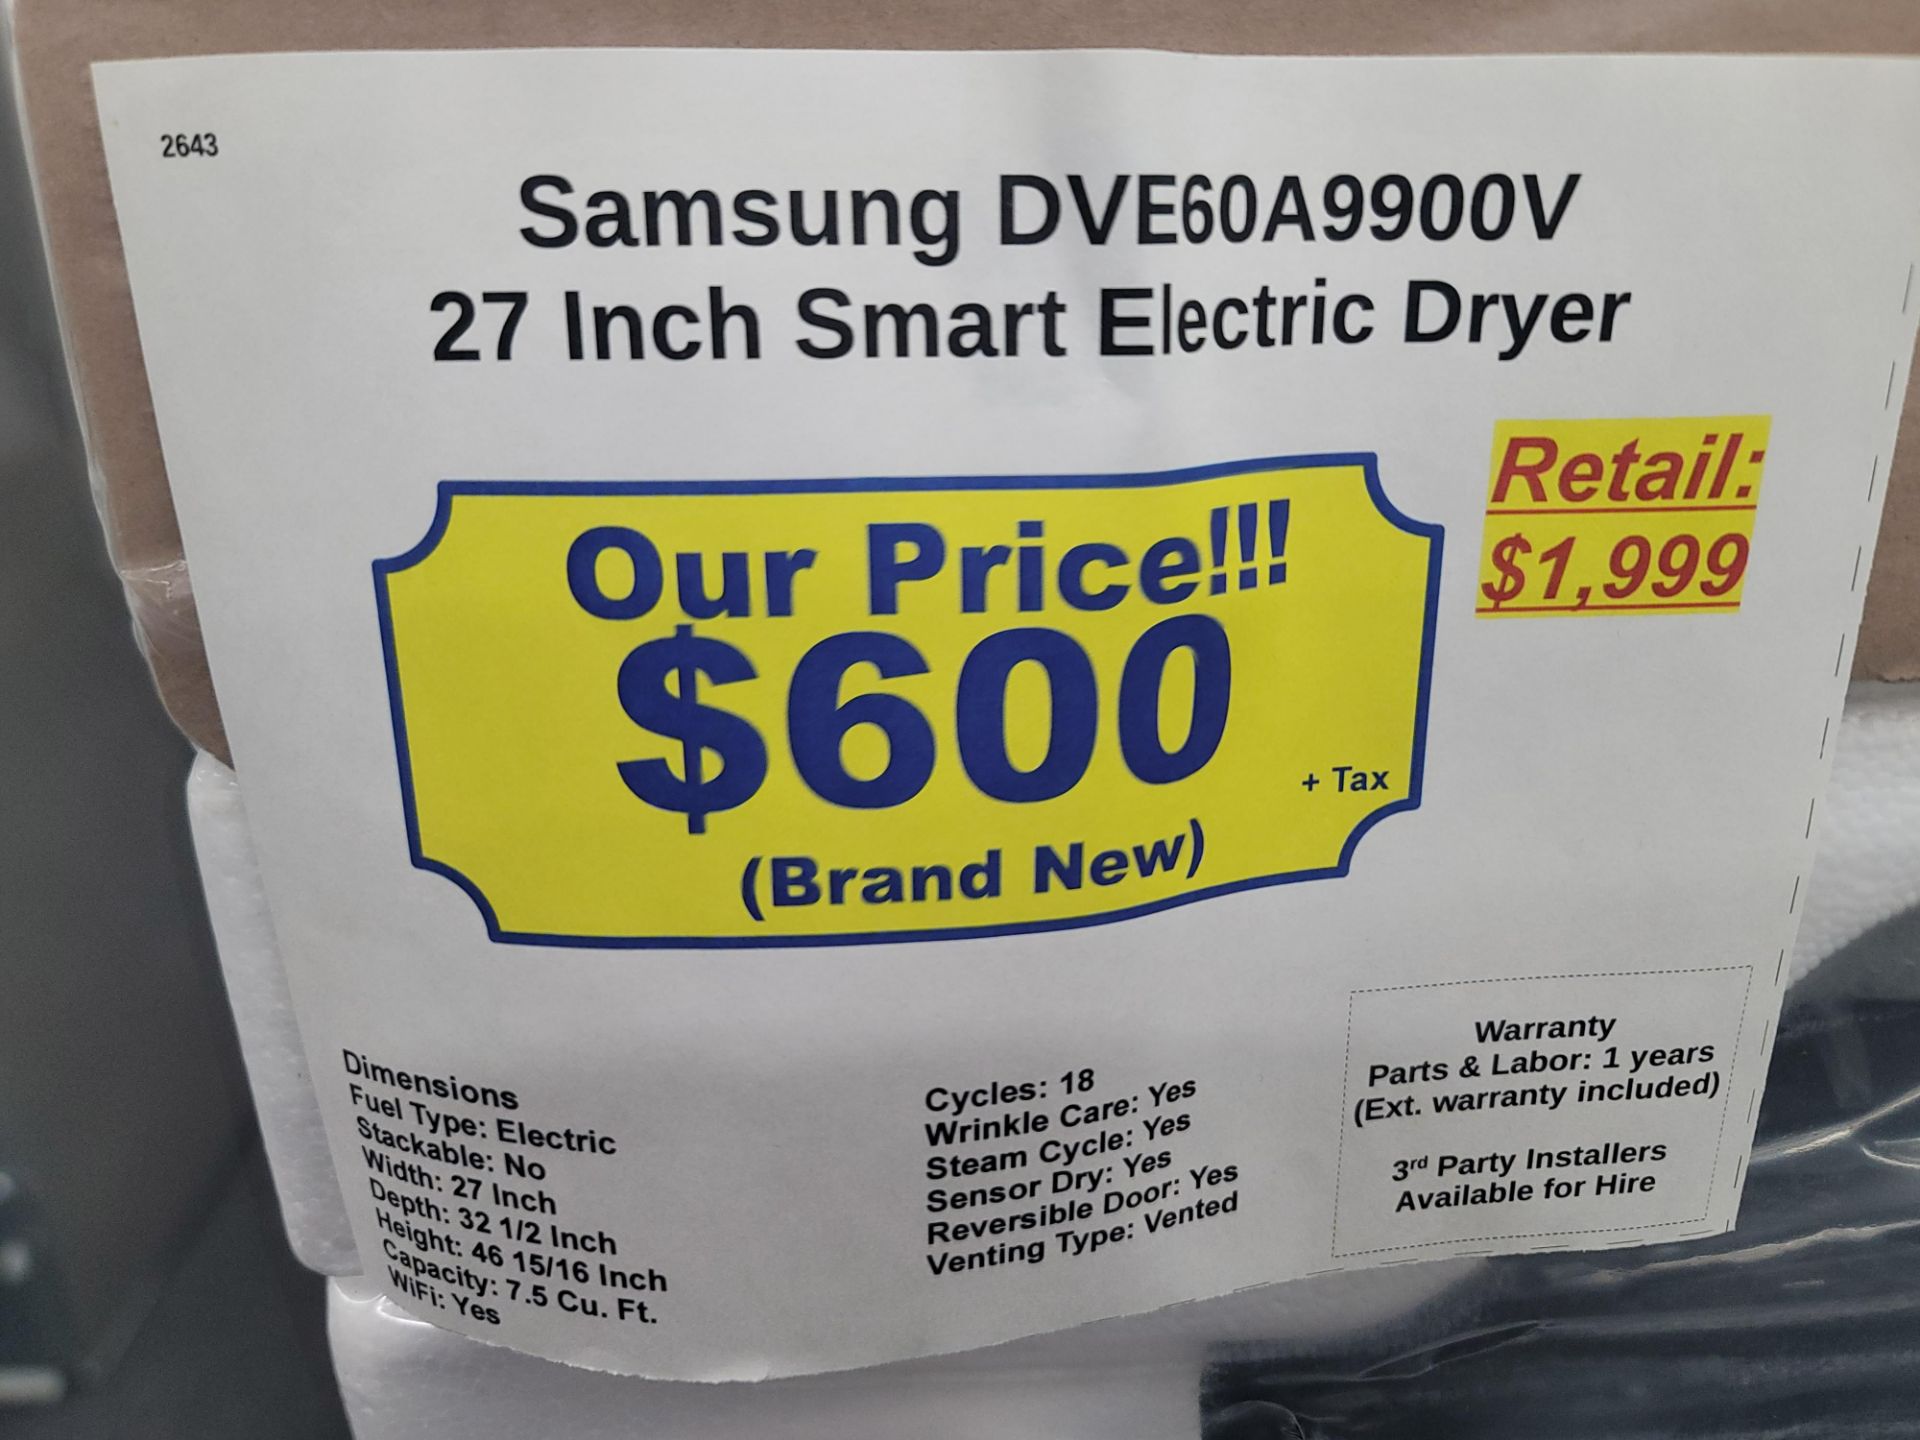 2643
Samsung DVE60A9900V
27 Inch Smart Electric Dryer
Retail:
$1,999
Our Price!!!
$600
+ Tax
(Brand New)
Dimensions
Fuel Type: Electric
Stackable: No
Width: 27 Inch
Depth: 32 1/2 Inch
Height: 46 15/16 Inch
Capacity: 7.5 Cu. Ft.
WiFi: Yes
Cycles: 18
Wrinkle Care: Yes
Steam Cycle: Yes
Sensor Dry: Yes
Reversible Door: Yes
Venting Type: Vented
Warranty
Parts & Labor: 1 years
(Ext. warranty included)
3rd Party Installers
Available for Hire